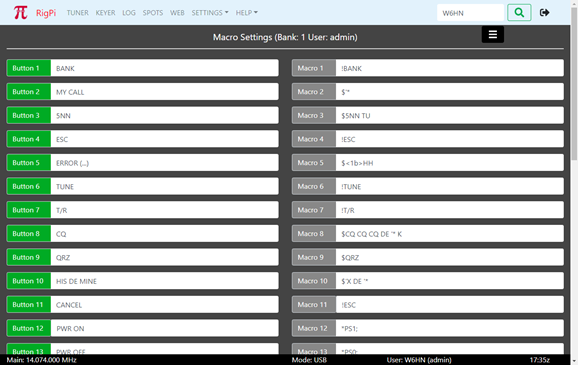 RigPi TUNER KEYER LOG SPOTS WEB SETTINGS HELP W6HN
Macro Settings (Bank: 1 User: admin)
Button 1 BANK Macro 1 !BANK
Button 2 MY CALL Macro 2 $'*
Button 3 5NN Macro 3 $5NN TU
Button 4 ESC Macro 4 !ESC
Button 5 ERROR (...) Macro 5 $<1b>HH
Button 6 TUNE Macro 6 !TUNE
Button 7 T/R Macro 7 !T/R
Button 8 CQ Macro 8 $CQ CQ CQ DE '* K
Button 9 QRZ Macro 9 $QRZ
Button 10 HIS DE MINE Macro 10 $'X DE '*
Button 11 CANCEL Macro 11 !ESC
Button 12 PWR ON Macro 12 *PS1;
Button 13 PWR OFF Macro 13 *PS0;
Main: 14.074.000 MHz Mode: USB User: W6HN (admin) 17:35z